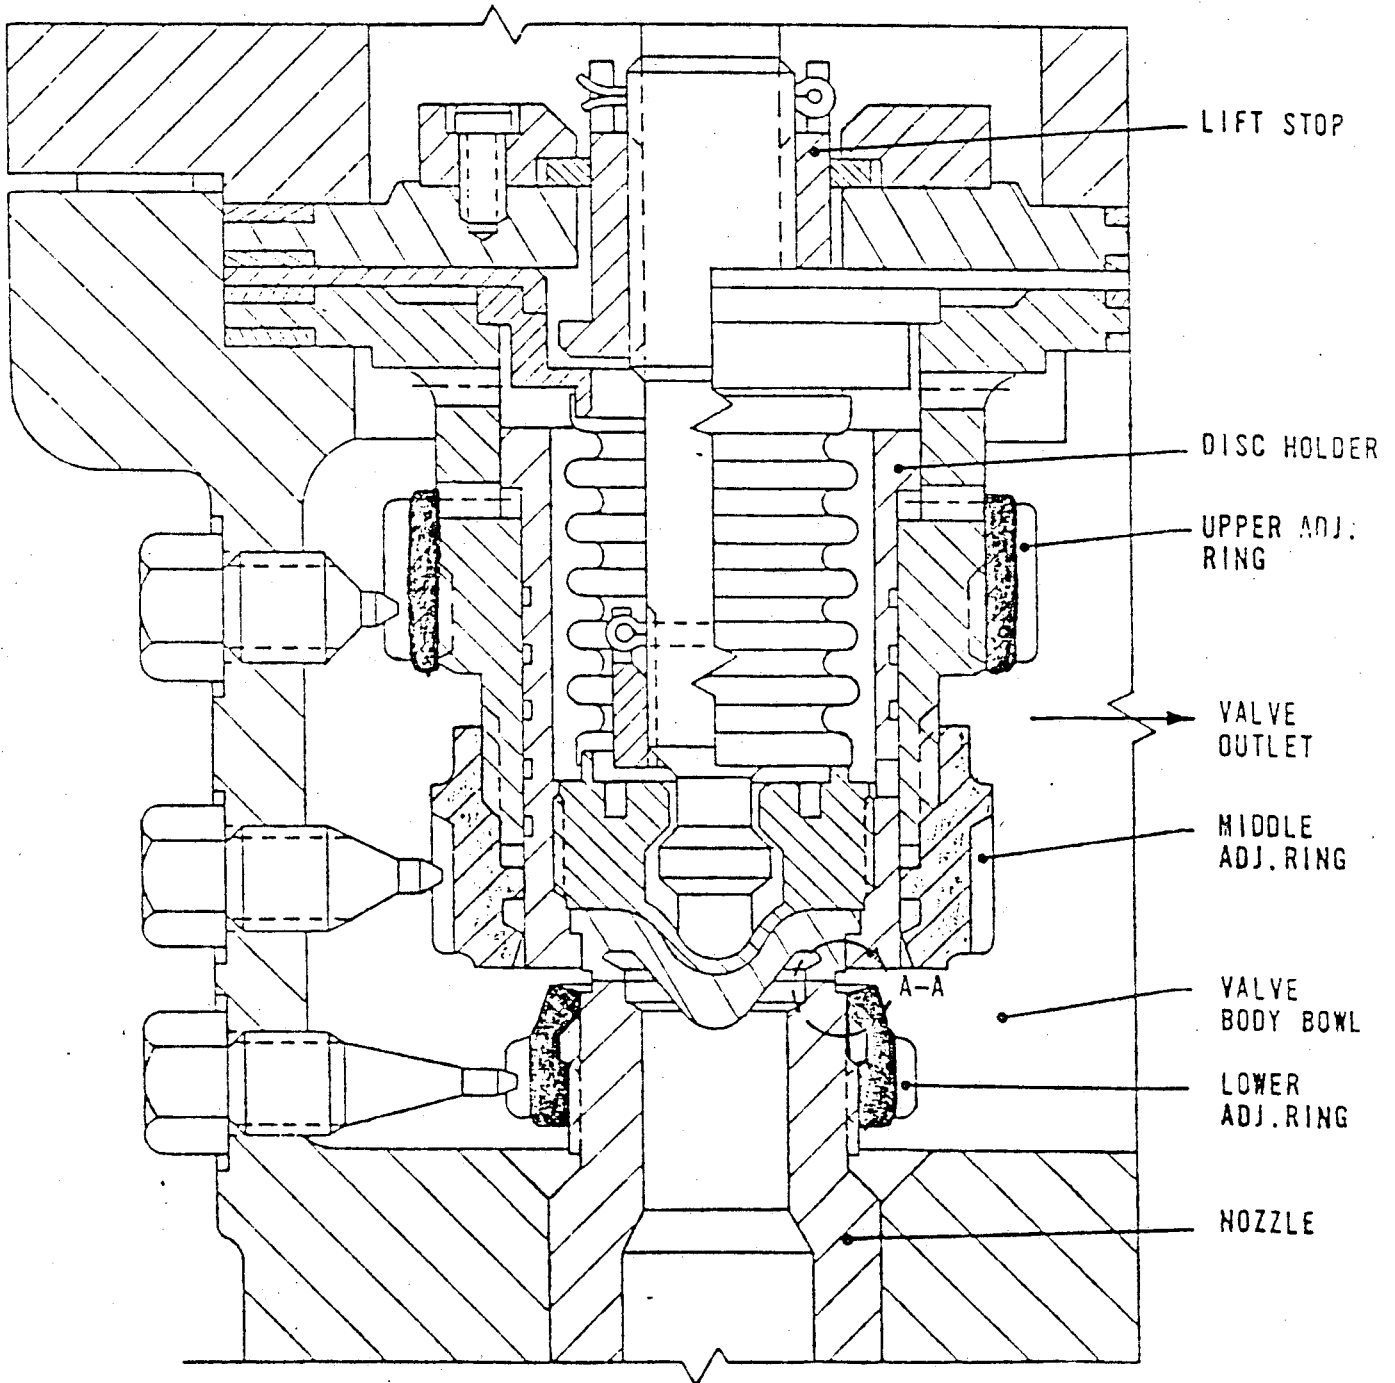 LIFT STOP
DISC HOLDER
UPPER ADJ.
RING
VALVE
OUTLET
MIDDLE
ADJ.RING
A-A
VALVE
BODY BOWL
LOWER
ADJ.RING
NOZZLE